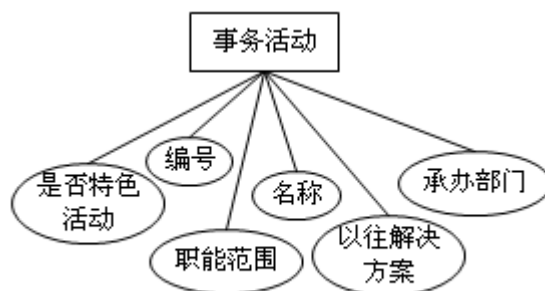 事务活动
编号
是否特色
活动
名称
承办部门
职能范围
以往解决
方案